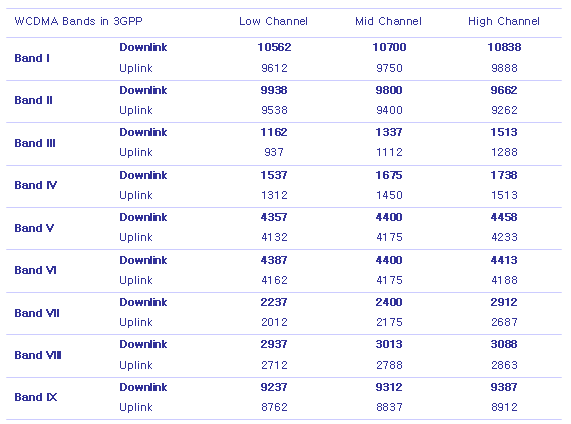 WCDMA Bands in 3GPP Low Channel Mid Channel High Channel
Band I
Downlink 10562 10700 10838
Uplink 9612 9750 9888
Band II
Downlink 9938 9800 9662
Uplink 9538 9400 9262
Band III
Downlink 1162 1337 1513
Uplink 937 1112 1288
Band IV
Downlink 1537 1675 1738
Uplink 1312 1450 1513
Band V
Downlink 4357 4400 4458
Uplink 4132 4175 4233
Band VI
Downlink 4387 4400 4413
Uplink 4162 4175 4188
Band VII
Downlink 2237 2400 2912
Uplink 2012 2175 2687
Band VIII
Downlink 2937 3013 3088
Uplink 2712 2788 2863
Band IX
Downlink 9237 9312 9387
Uplink 8762 8837 8912